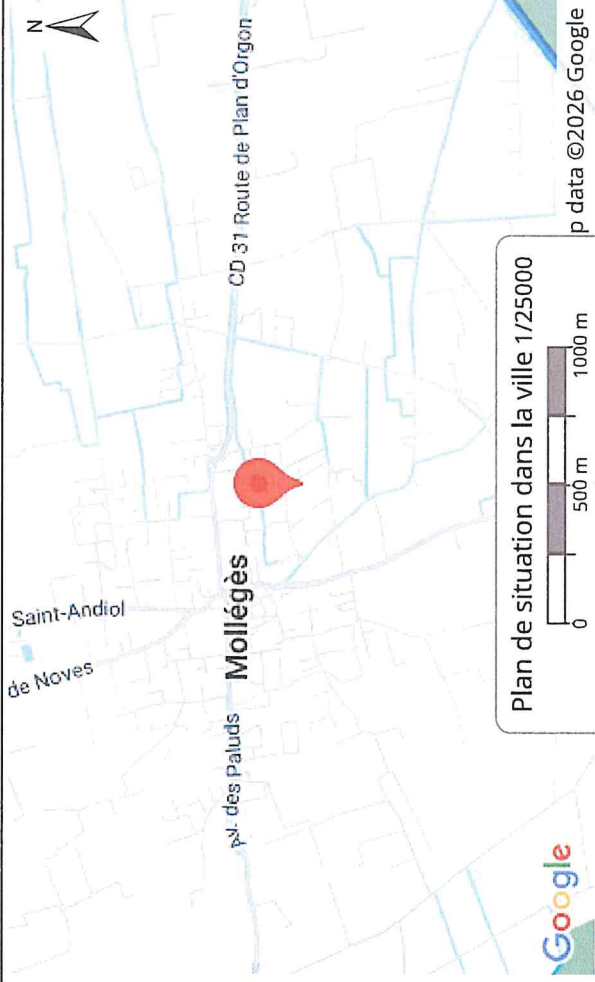 N
Saint-Andiol
de Noves
CD 31 Route de Plan d'Orgon
Mollégès
Av. des Paluds
Plan de situation dans la ville 1/25000
0 500 m 1000 m
Google
p data ©2026 Google